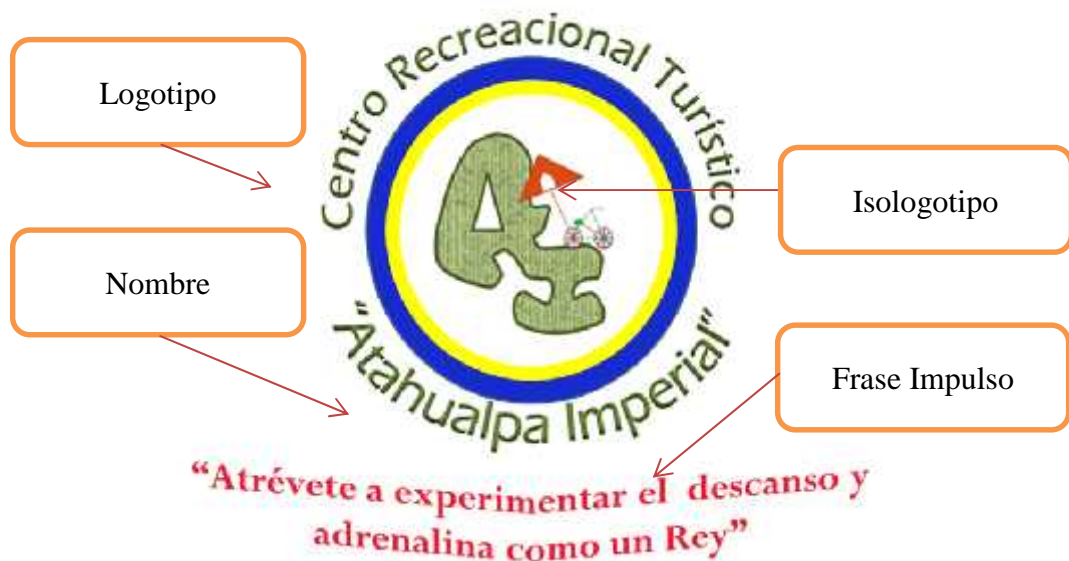 Centro Recreacional Turístico
Logotipo
Isologotipo
Nombre
"Atahualpa Imperial"
Frase Impulso
“Atrévete a experimentar el descanso y
adrenalina como un Rey”